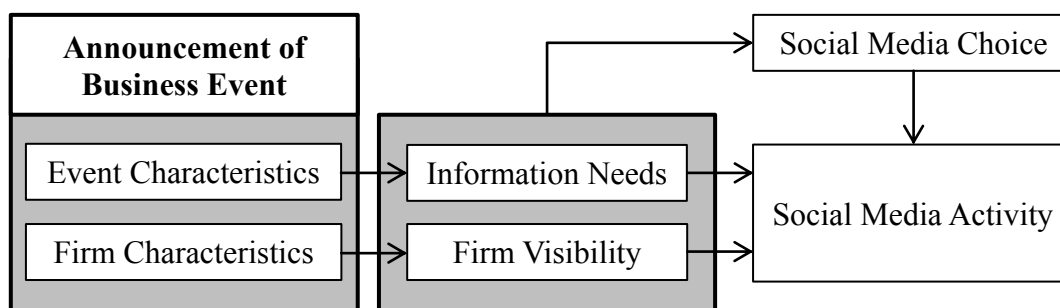 Announcement of
Business Event
Social Media Choice
Event Characteristics
Information Needs
Social Media Activity
Firm Characteristics
Firm Visibility